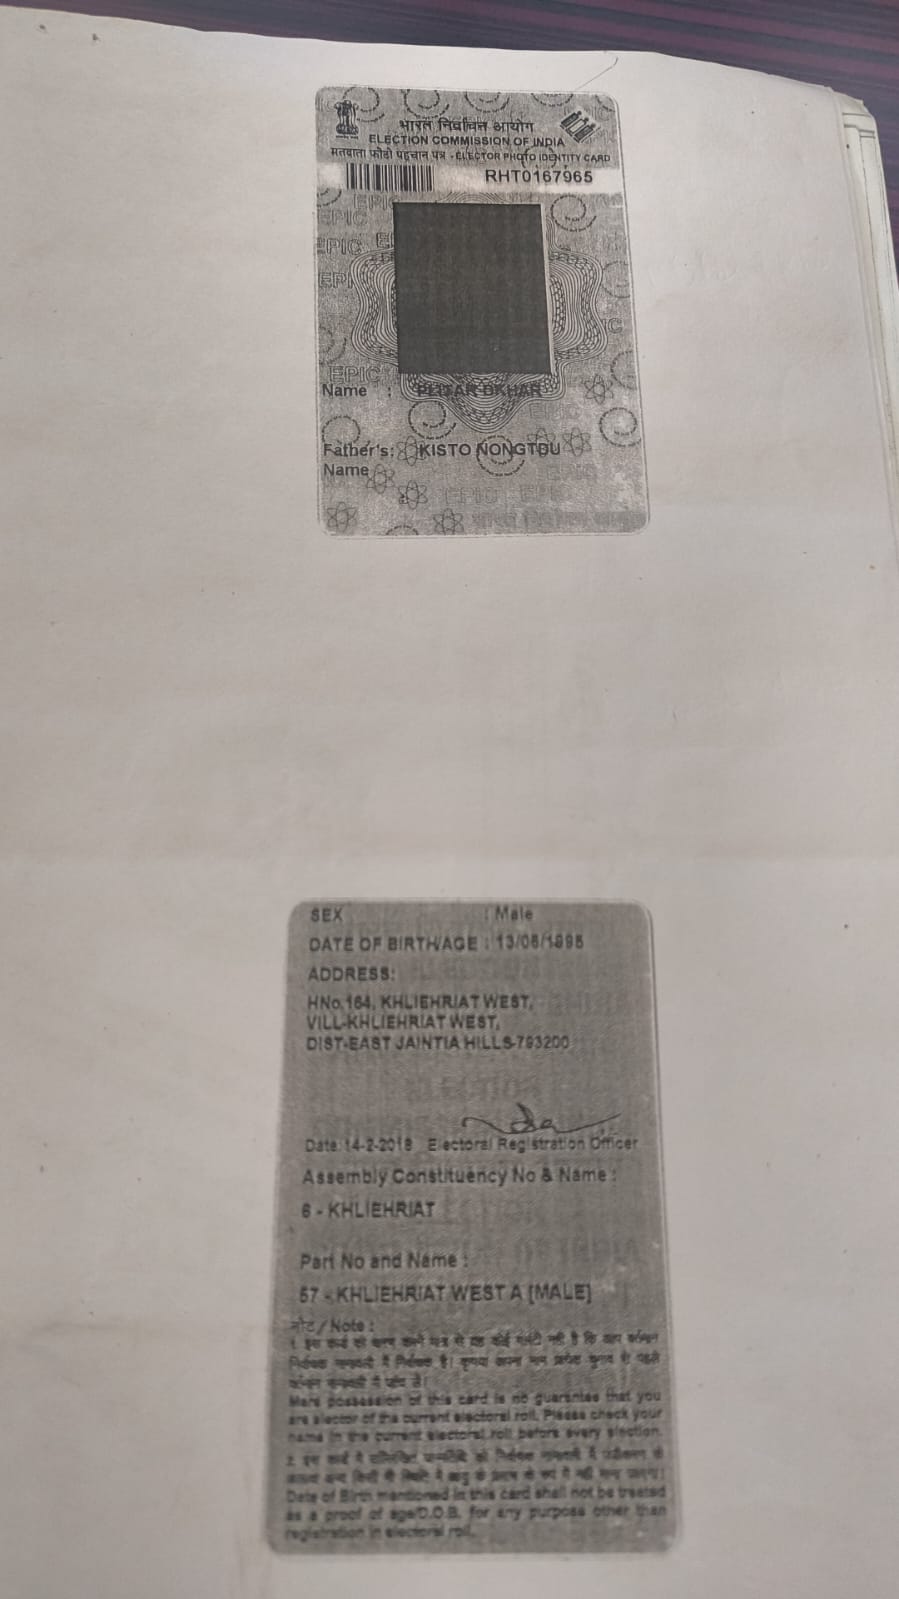 भारत निर्वाचन आयोग
ELECTION COMMISSION OF INDIA
मतदाता फोटो पहचान पत्र - ELECTOR PHOTO IDENTITY CARD
RHT0167965
Name : DKHAR
Father's: KISTO NONGTDU
Name
SEX : Male
DATE OF BIRTH/AGE :
ADDRESS:
HNo.164, KHLIEHRIAT WEST,
VILL-KHLIEHRIAT WEST,
DIST-EAST JAINTIA HILLS-793200
Date:14-2-2018 Electoral Registration Officer
Assembly Constituency No & Name :
6 - KHLIEHRIAT
Part No and Name :
57 - KHLIEHRIAT WEST A [MALE]
नोट / Note :
Mere possession of this card is no guarantee that you
are elector of the current electoral roll. Please check your
name in the current electoral roll before every election.
Date of Birth mentioned in this card shall not be treated
as a proof of age/D.O.B. for any purpose other than
registration in electoral roll.